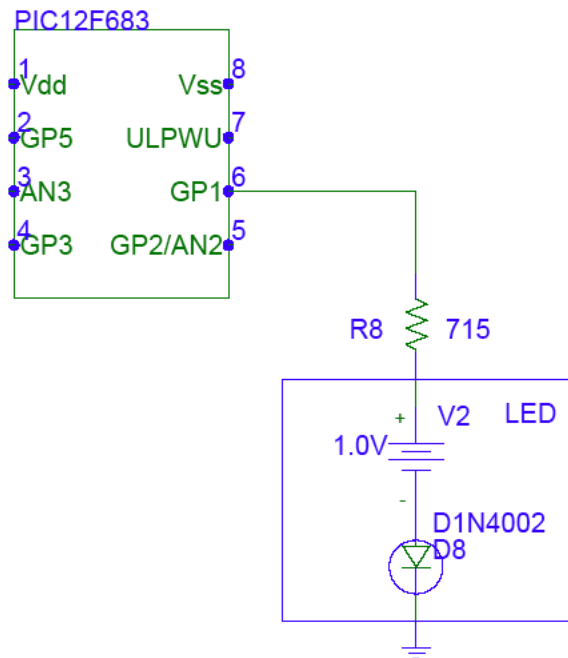 PIC12F683
1 Vdd Vss 8
2 GP5 ULPWU 7
3 AN3 GP1 6
4 GP3 GP2/AN2 5
R8 715
+ V2 LED
1.0V
-
D1N4002
D8